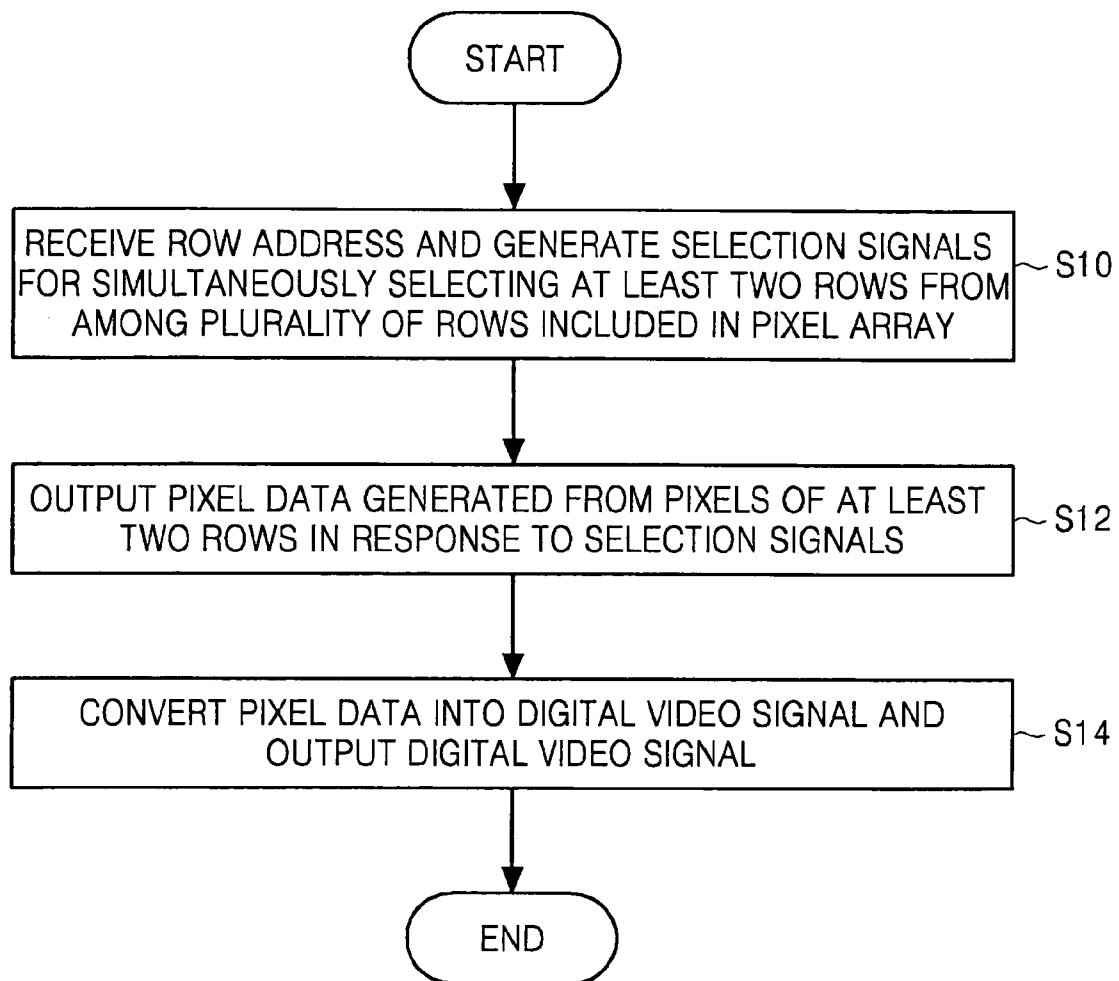 START
RECEIVE ROW ADDRESS AND GENERATE SELECTION SIGNALS
FOR SIMULTANEOUSLY SELECTING AT LEAST TWO ROWS FROM
AMONG PLURALITY OF ROWS INCLUDED IN PIXEL ARRAY
S10
OUTPUT PIXEL DATA GENERATED FROM PIXELS OF AT LEAST
TWO ROWS IN RESPONSE TO SELECTION SIGNALS
S12
CONVERT PIXEL DATA INTO DIGITAL VIDEO SIGNAL AND
OUTPUT DIGITAL VIDEO SIGNAL
S14
END